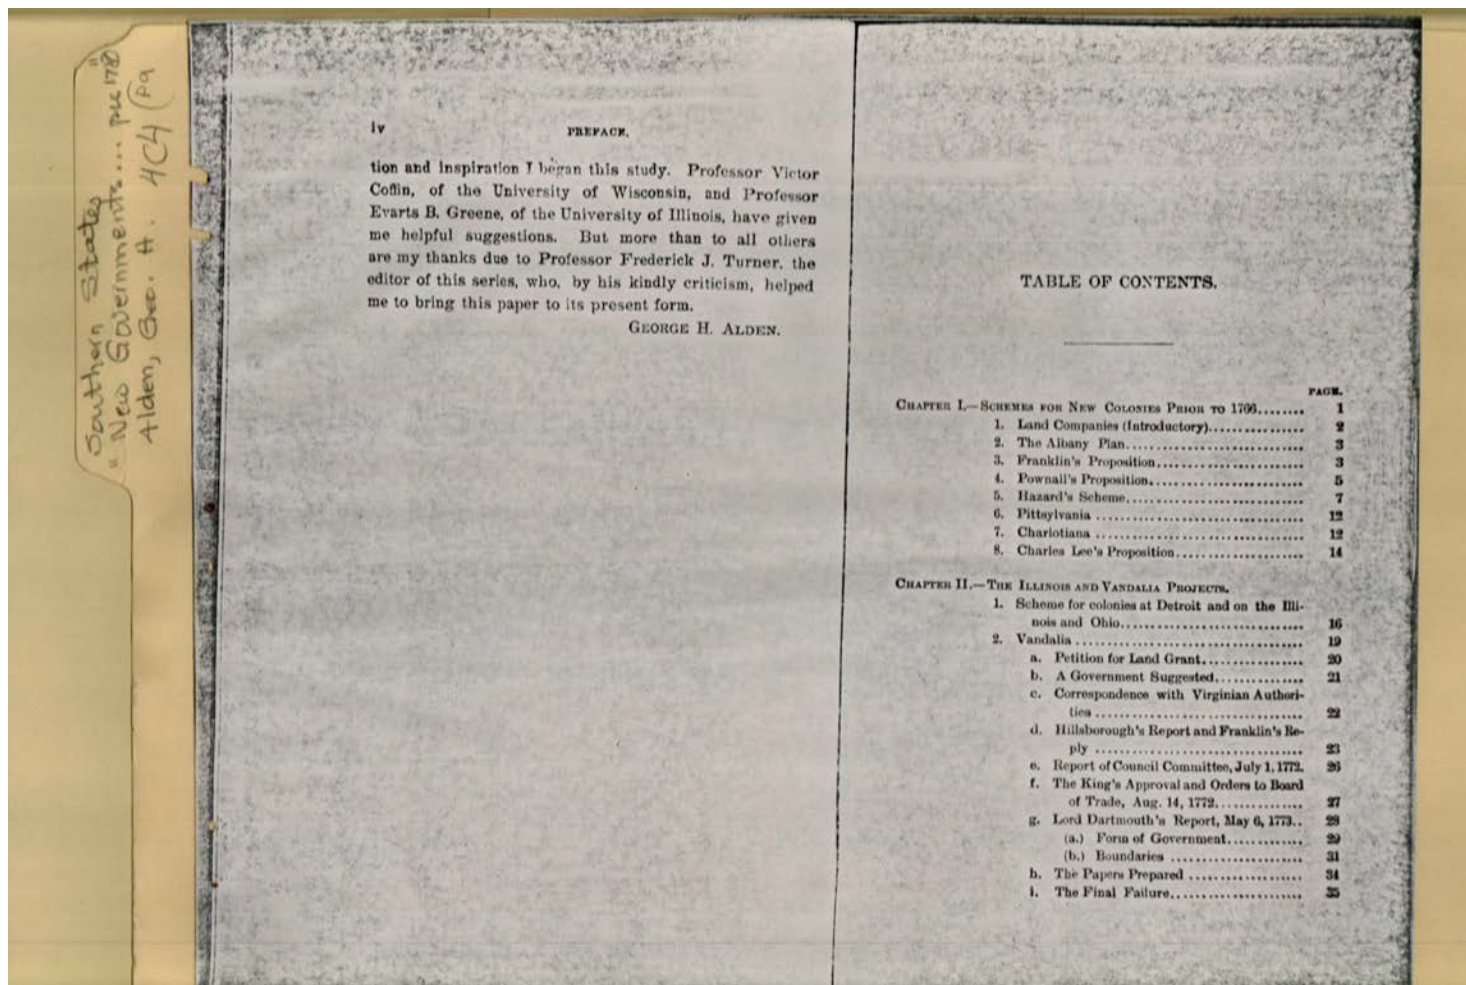 Southern States
"New Governments... pre 178"
Alden, Geo. H. 4C4 (Pg
iv PREFACE.
tion and inspiration I began this study. Professor Victor
Coffin, of the University of Wisconsin, and Professor
Evarts B. Greene, of the University of Illinois, have given
me helpful suggestions. But more than to all others
are my thanks due to Professor Frederick J. Turner, the
editor of this series, who, by his kindly criticism, helped
me to bring this paper to its present form.
GEORGE H. ALDEN.
TABLE OF CONTENTS.
PAGE.
CHAPTER I.—SCHEMES FOR NEW COLONIES PRIOR TO 1766........ 1
1. Land Companies (Introductory)................ 2
2. The Albany Plan............................. 3
3. Franklin's Proposition........................ 3
4. Pownall's Proposition......................... 5
5. Hazard's Scheme............................. 7
6. Pittsylvania .................................. 12
7. Charlotiana .................................. 12
8. Charles Lee's Proposition..................... 14
CHAPTER II.—THE ILLINOIS AND VANDALIA PROJECTS.
1. Scheme for colonies at Detroit and on the Illi-
nois and Ohio.............................. 16
2. Vandalia ..................................... 19
a. Petition for Land Grant................. 20
b. A Government Suggested.............. 21
c. Correspondence with Virginian Authori-
ties .................................. 22
d. Hillsborough's Report and Franklin's Re-
ply .................................. 23
e. Report of Council Committee, July 1, 1772. 26
f. The King's Approval and Orders to Board
of Trade, Aug. 14, 1772............... 27
g. Lord Dartmouth's Report, May 6, 1773.. 28
(a.) Form of Government............. 29
(b.) Boundaries ...................... 31
h. The Papers Prepared ................... 34
i. The Final Failure...................... 35